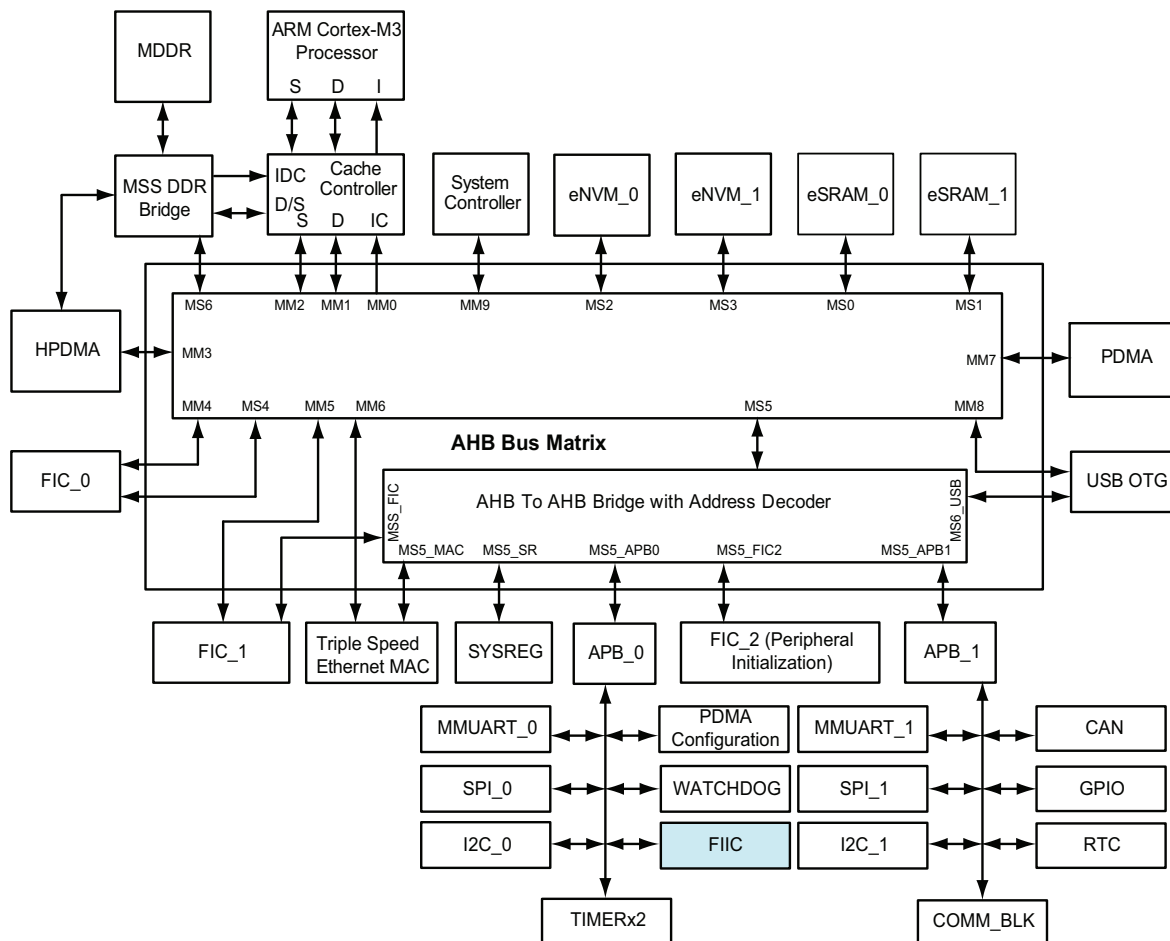 MDDR
ARM Cortex-M3
Processor
S D I
MSS DDR
Bridge
IDC
Cache
Controller
D/S
S D IC
System
Controller
eNVM_0
eNVM_1
eSRAM_0
eSRAM_1
MS6
MM2
MM1
MM0
MM9
MS2
MS3
MS0
MS1
HPDMA
MM3
MM7
PDMA
MM4
MS4
MM5
MM6
MS5
MM8
FIC_0
AHB Bus Matrix
USB OTG
MSS_FIC
AHB To AHB Bridge with Address Decoder
MS6_USB
MS5_MAC
MS5_SR
MS5_APB0
MS5_FIC2
MS5_APB1
FIC_1
Triple Speed
Ethernet MAC
SYSREG
APB_0
FIC_2 (Peripheral
Initialization)
APB_1
MMUART_0
PDMA
Configuration
MMUART_1
CAN
SPI_0
WATCHDOG
SPI_1
GPIO
I2C_0
FIIC
I2C_1
RTC
TIMERx2
COMM_BLK